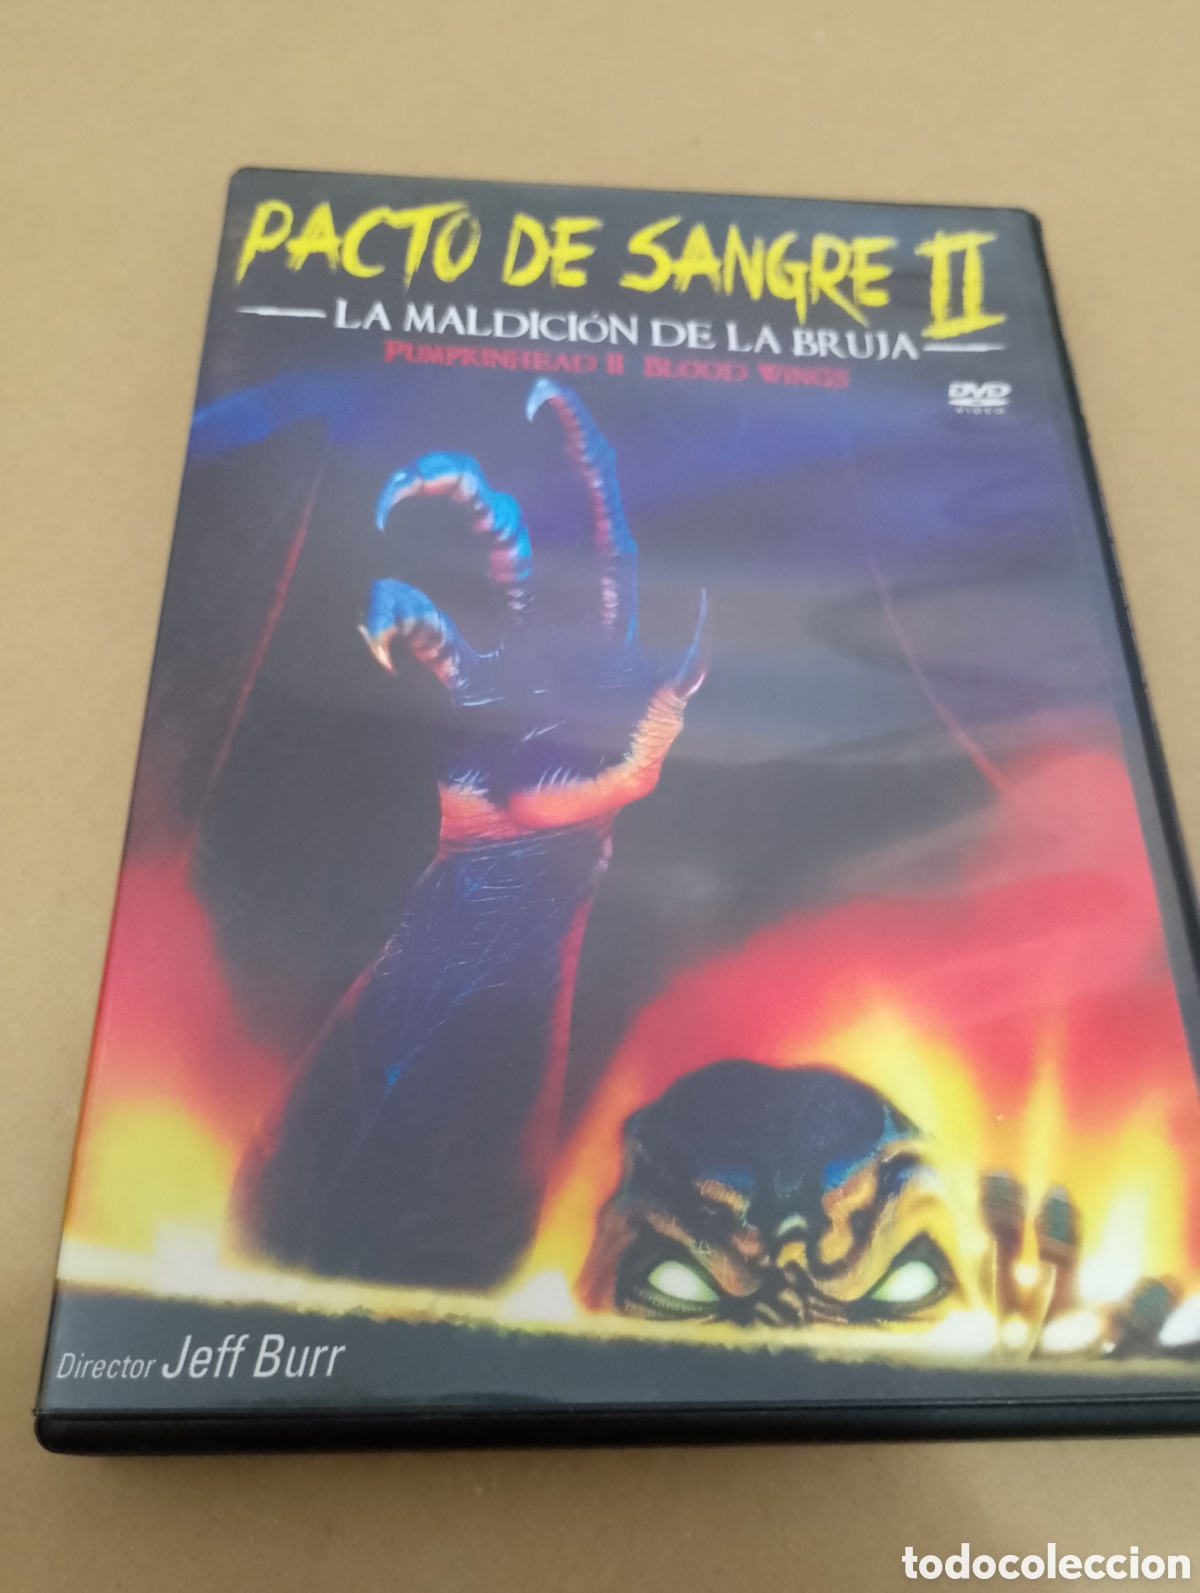 PACTO DE SANGRE II
LA MALDICIÓN DE LA BRUJA
PUMPKINHEAD II BLOOD WINGS
DVD
VIDEO
Director Jeff Burr
todocoleccion